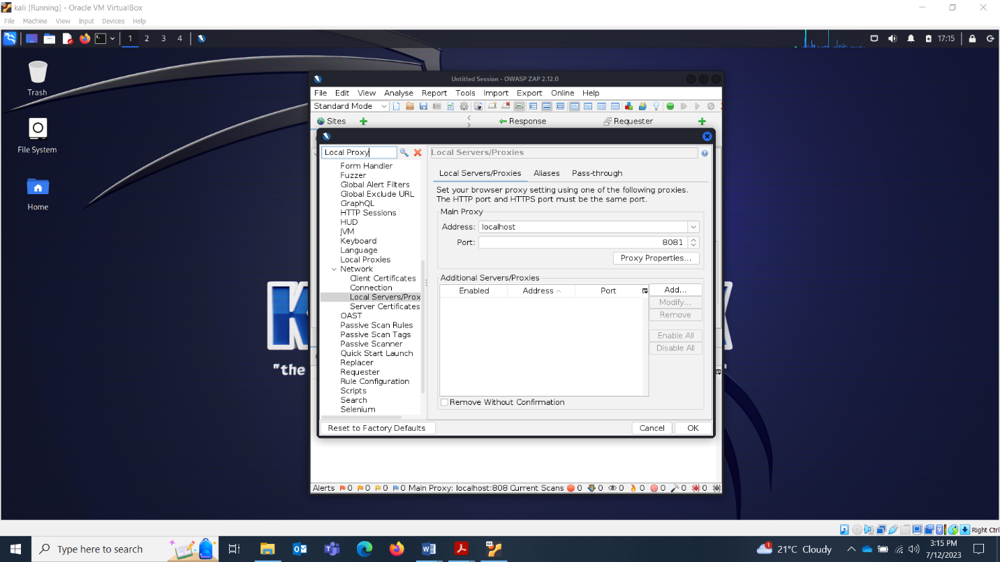 kali [Running] - Oracle VM VirtualBox
File Machine View Input Devices Help
1 2 3 4
17:15
Trash
File System
Home
Untitled Session - OWASP ZAP 2.12.0
File Edit View Analyse Report Tools Import Export Online Help
Standard Mode
Sites
Response
Requester
Local Proxy
Form Handler
Fuzzer
Global Alert Filters
Global Exclude URL
GraphQL
HTTP Sessions
HUD
JVM
Keyboard
Language
Local Proxies
Network
Client Certificates
Connection
Local Servers/Prox
Server Certificates
OAST
Passive Scan Rules
Passive Scan Tags
Passive Scanner
Quick Start Launch
Replacer
Requester
Rule Configuration
Scripts
Search
Selenium
Local Servers/Proxies
Local Servers/Proxies Aliases Pass-through
Set your browser proxy setting using one of the following proxies.
The HTTP port and HTTPS port must be the same port.
Main Proxy
Address: localhost
Port: 8081
Proxy Properties...
Additional Servers/Proxies
Enabled Address Port
Add...
Modify...
Remove
Enable All
Disable All
Remove Without Confirmation
Reset to Factory Defaults
Cancel OK
K
"the
Alerts 0 0 0 0 Main Proxy: localhost:808 Current Scans 0 0 0 0 0 0 0
Right Ctrl
Type here to search
1
21°C Cloudy
3:15 PM
7/12/2023